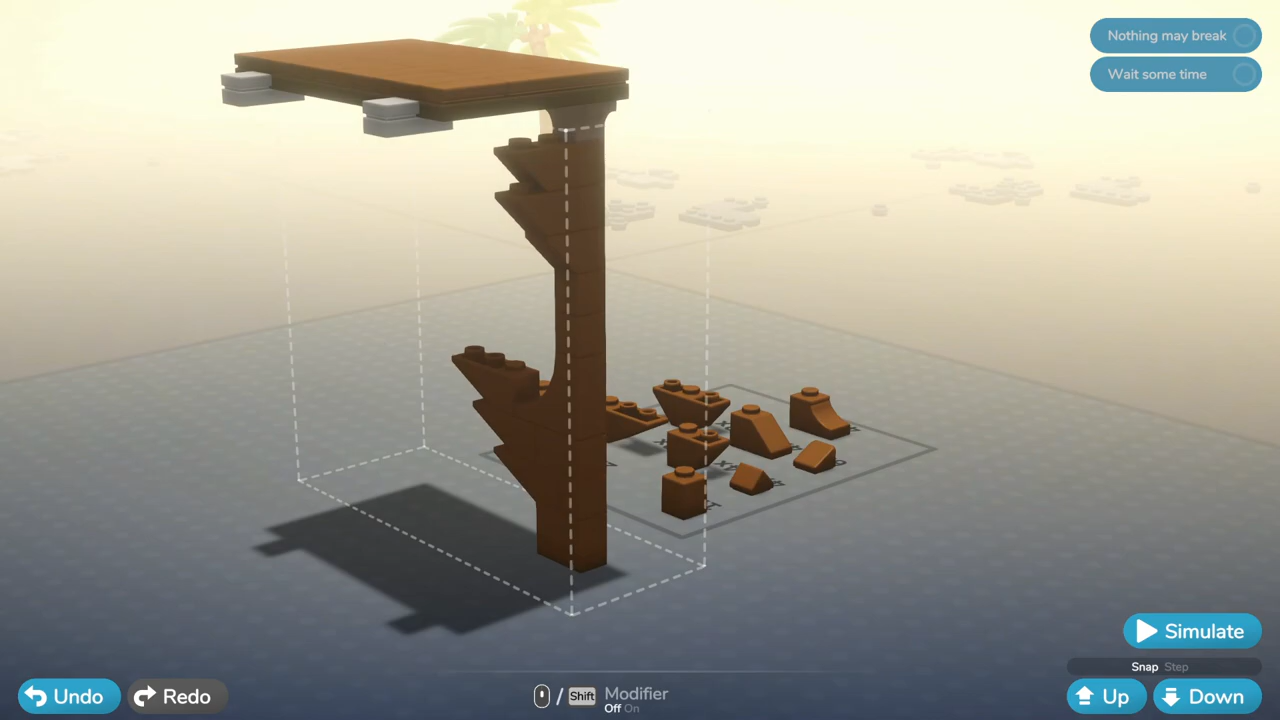 Nothing may break
Wait some time
Simulate
Snap Step
Undo
Redo
/ Shift Modifier
Off On
Up
Down